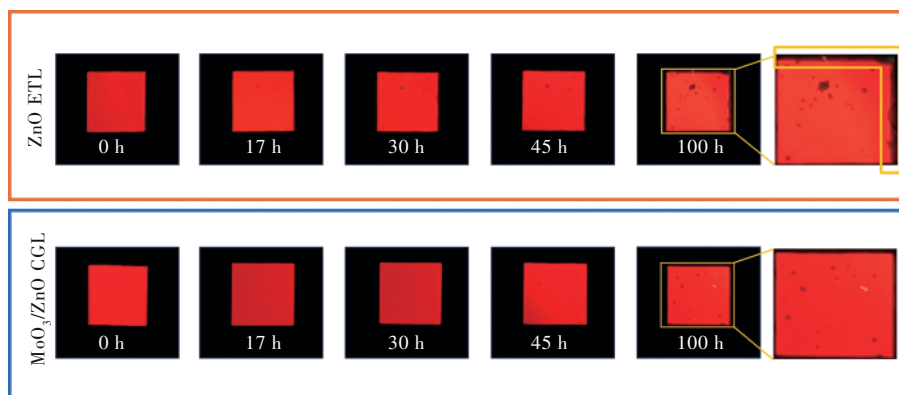 ZnO ETL
0 h
17 h
30 h
45 h
100 h
MoO₃/ZnO CGL
0 h
17 h
30 h
45 h
100 h